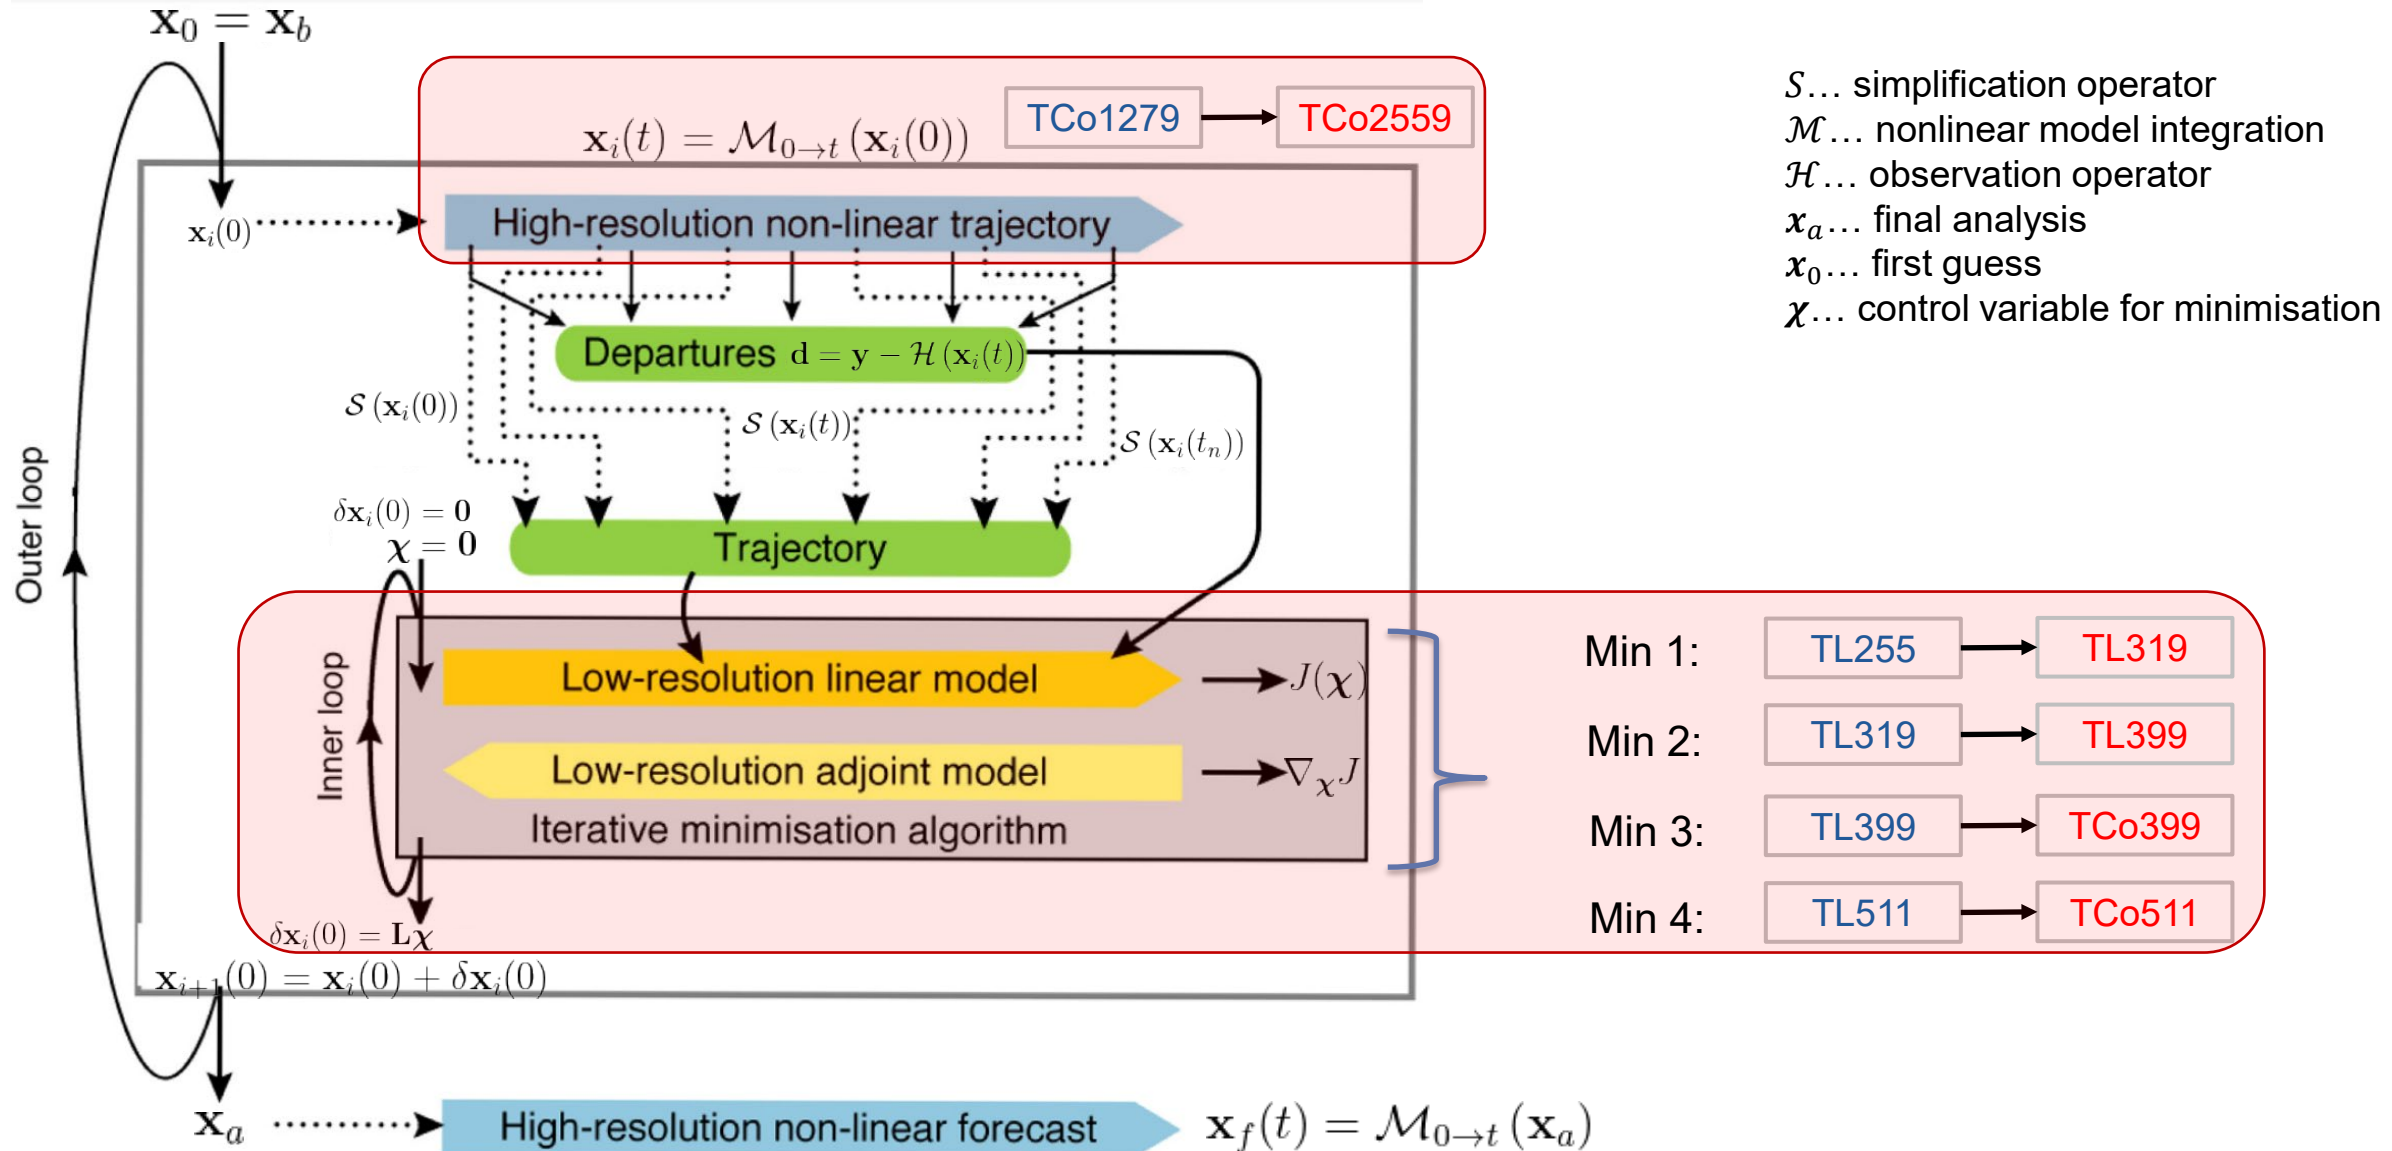 x₀ = x_b
TCo1279
TCo2559
x_i(t) = ℳ_{0→t} (x_i(0))
x_i(0)
High-resolution non-linear trajectory
Departures d = y − ℋ (x_i(t))
𝒮 (x_i(0))
𝒮 (x_i(t))
𝒮 (x_i(t_n))
δx_i(0) = 0
χ = 0
Trajectory
Outer loop
Inner loop
Low-resolution linear model
J(χ)
Low-resolution adjoint model
∇_χ J
Iterative minimisation algorithm
δx_i(0) = Lχ
x_{i+1}(0) = x_i(0) + δx_i(0)
x_a
High-resolution non-linear forecast
x_f(t) = ℳ_{0→t} (x_a)
S… simplification operator
ℳ… nonlinear model integration
ℋ… observation operator
x_a… final analysis
x₀… first guess
χ… control variable for minimisation
Min 1: TL255 TL319
Min 2: TL319 TL399
Min 3: TL399 TCo399
Min 4: TL511 TCo511